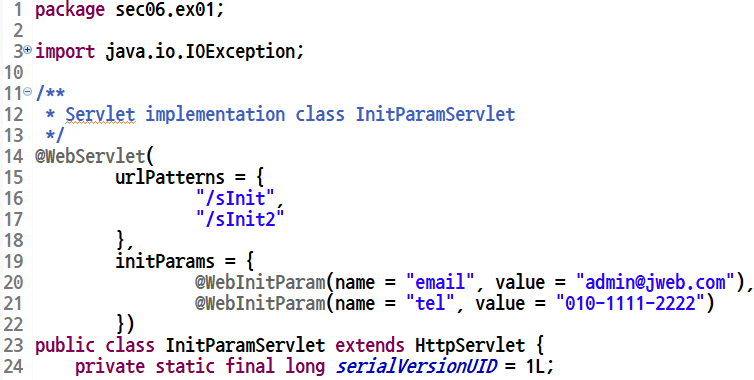 1 package sec06.ex01;
2
3 import java.io.IOException;
10
11 /**
12  * Servlet implementation class InitParamServlet
13  */
14 @WebServlet(
15         urlPatterns = {
16                 "/sInit",
17                 "/sInit2"
18         },
19         initParams = {
20                 @WebInitParam(name = "email", value = "admin@jweb.com"),
21                 @WebInitParam(name = "tel", value = "010-1111-2222")
22         })
23 public class InitParamServlet extends HttpServlet {
24     private static final long serialVersionUID = 1L;